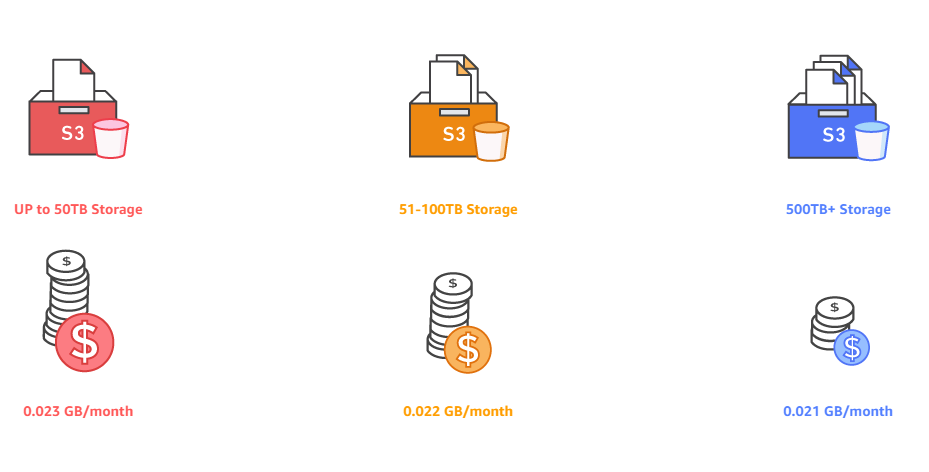 S3
S3
S3
UP to 50TB Storage
51-100TB Storage
500TB+ Storage
$
$
$
$
$
$
0.023 GB/month
0.022 GB/month
0.021 GB/month